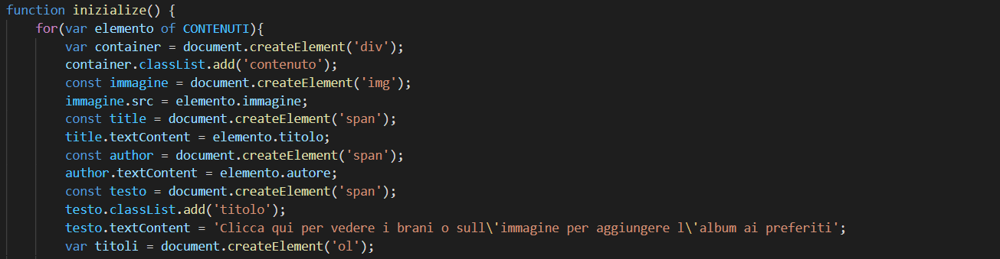 function inizialize() {
    for(var elemento of CONTENUTI){
        var container = document.createElement('div');
        container.classList.add('contenuto');
        const immagine = document.createElement('img');
        immagine.src = elemento.immagine;
        const title = document.createElement('span');
        title.textContent = elemento.titolo;
        const author = document.createElement('span');
        author.textContent = elemento.autore;
        const testo = document.createElement('span');
        testo.classList.add('titolo');
        testo.textContent = 'Clicca qui per vedere i brani o sull\'immagine per aggiungere l\'album ai preferiti';
        var titoli = document.createElement('ol');